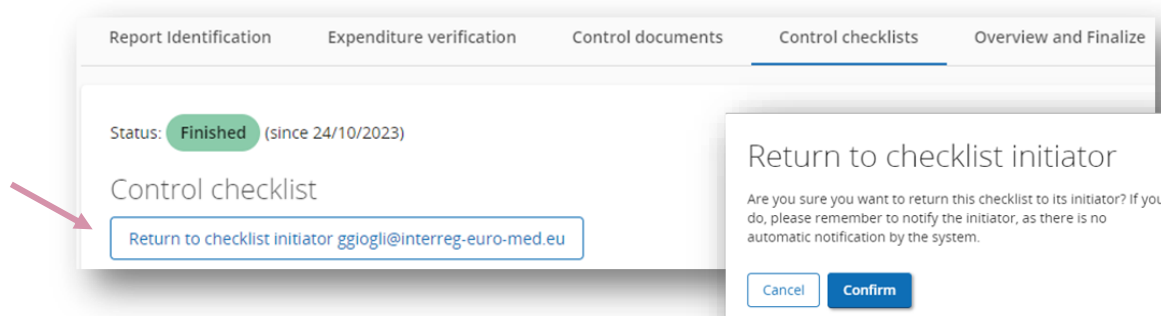 Report Identification Expenditure verification Control documents Control checklists Overview and Finalize
Status: Finished (since 24/10/2023)
Control checklist
Return to checklist initiator ggiogli@interreg-euro-med.eu
Return to checklist initiator
Are you sure you want to return this checklist to its initiator? If you
do, please remember to notify the initiator, as there is no
automatic notification by the system.
Cancel Confirm